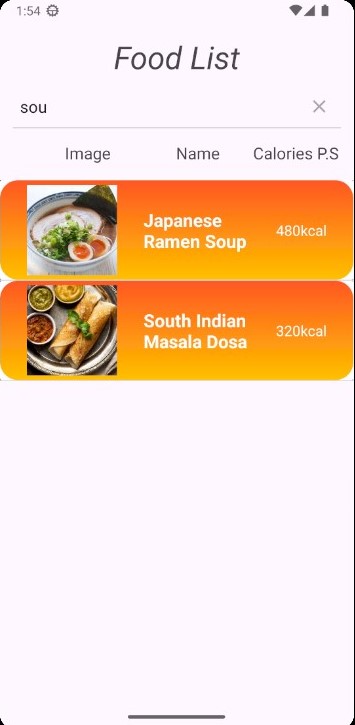 1:54
Food List
sou
Image Name Calories P.S
Japanese
Ramen Soup
480kcal
South Indian
Masala Dosa
320kcal